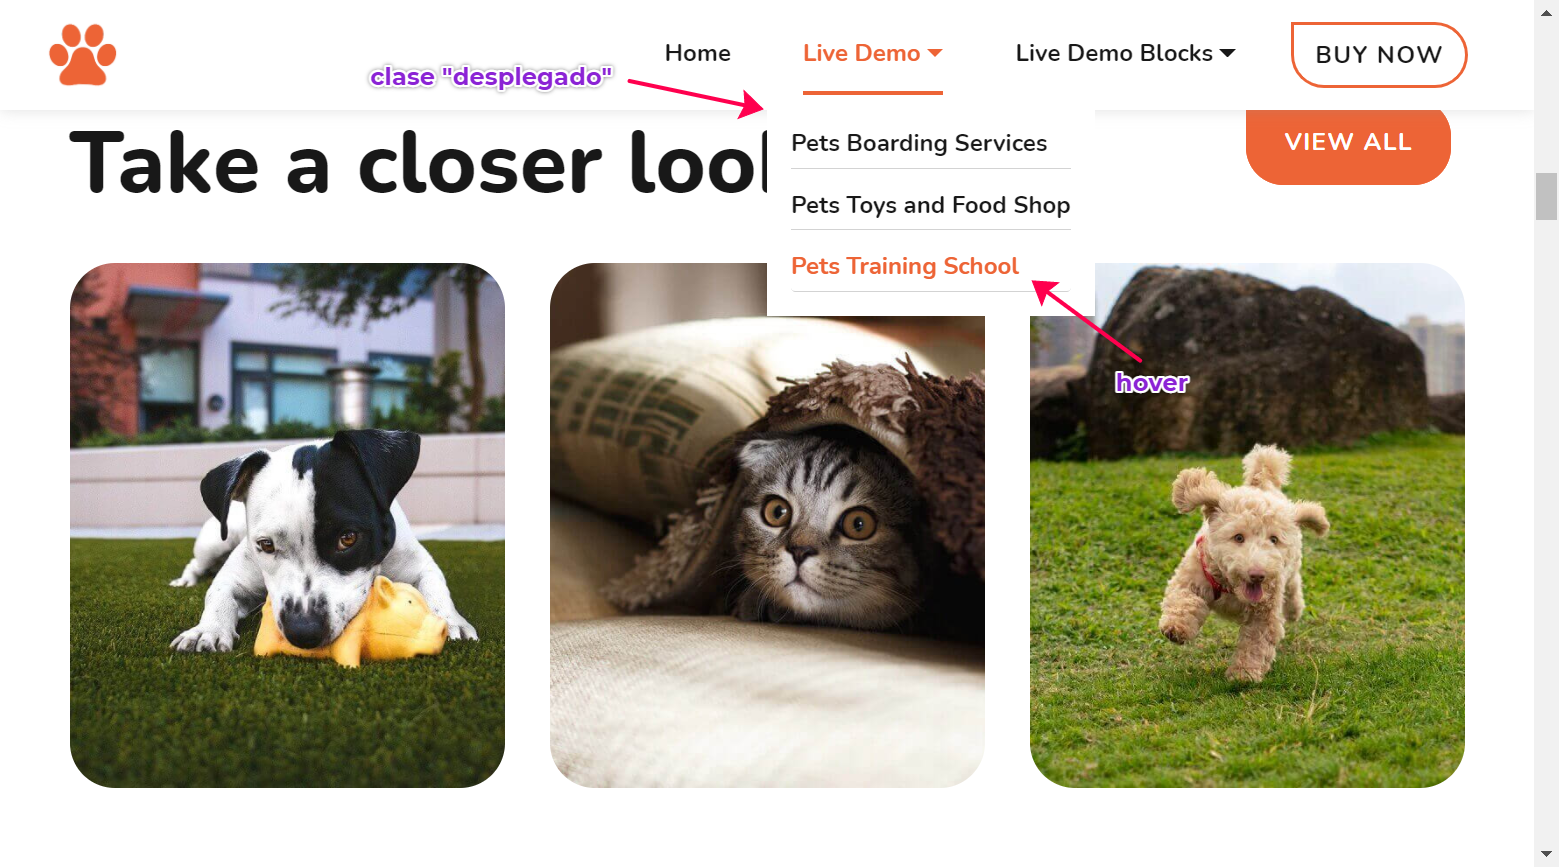 Home
Live Demo
Live Demo Blocks
BUY NOW
clase "desplegado"
Take a closer look
VIEW ALL
Pets Boarding Services
Pets Toys and Food Shop
Pets Training School
hover